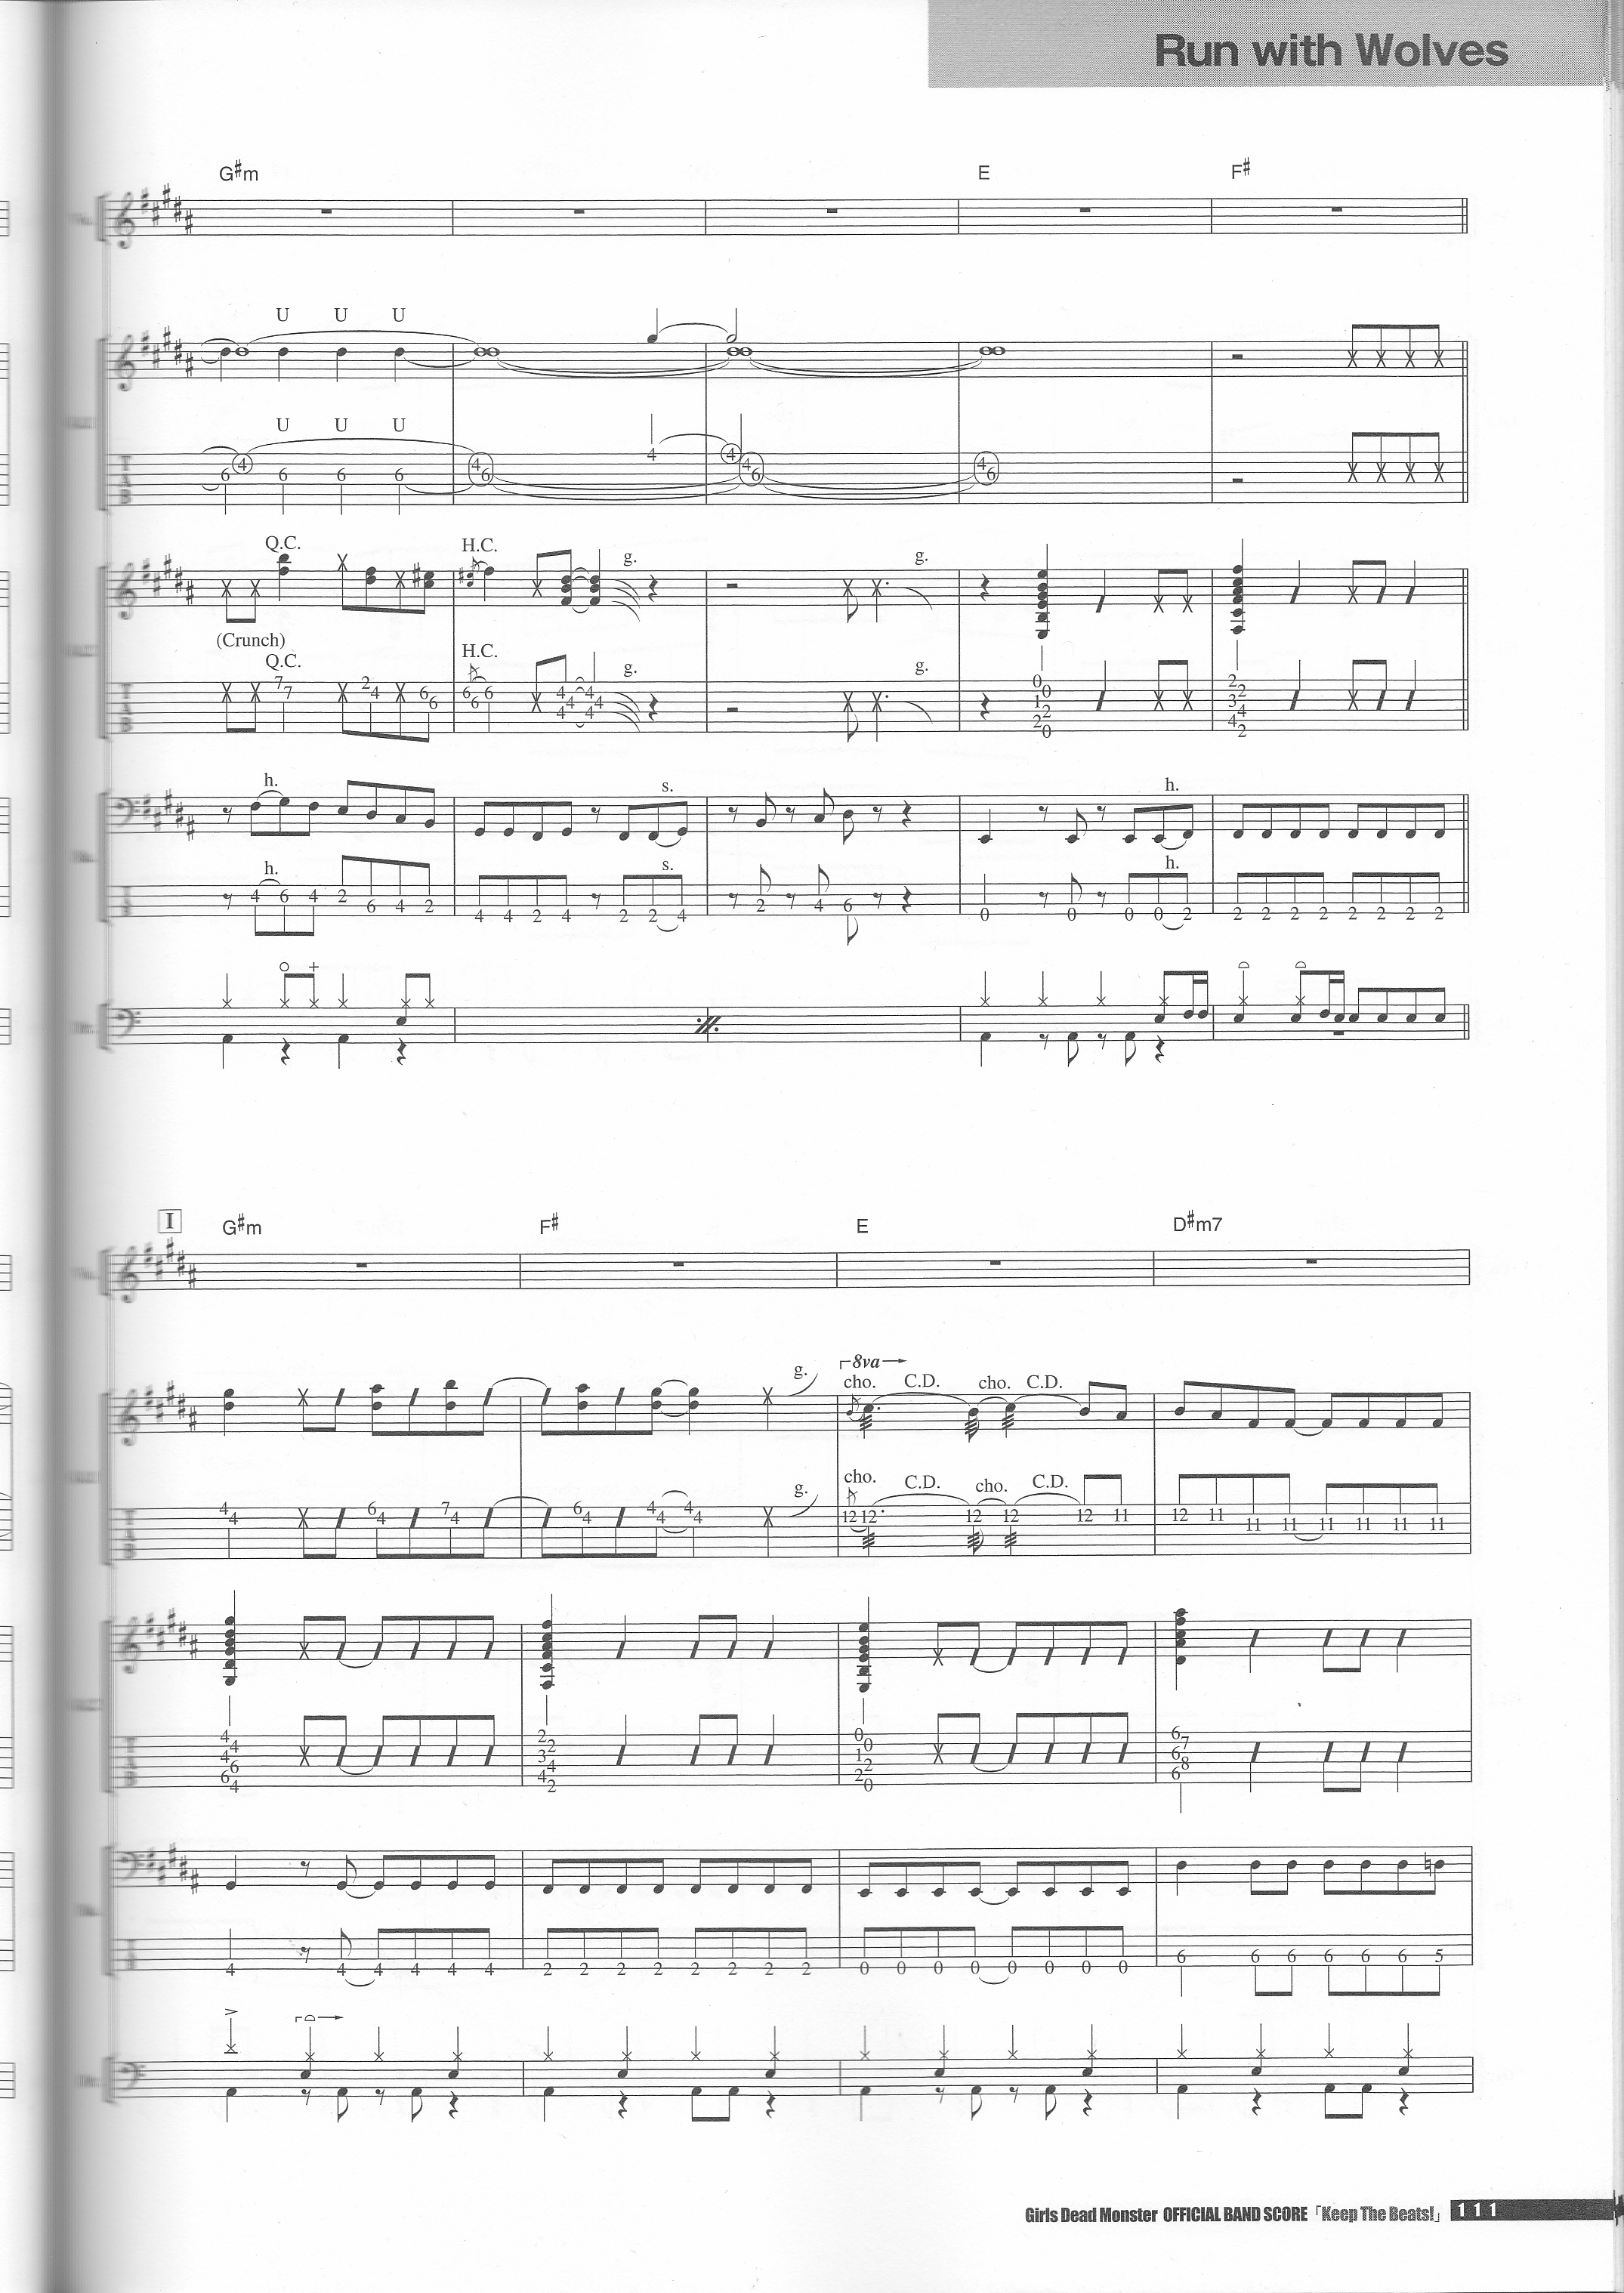 Run with Wolves
G#m E F#
U U U
U U U
Q.C. H.C. g. g.
(Crunch)
Q.C. H.C. g. g.
h. s. h.
h. s. h.
I G#m F# E D#m7
g. 8va
cho. C.D. cho. C.D.
g. cho. C.D. cho. C.D.
Girls Dead Monster OFFICIAL BAND SCORE「Keep The Beats!」 111